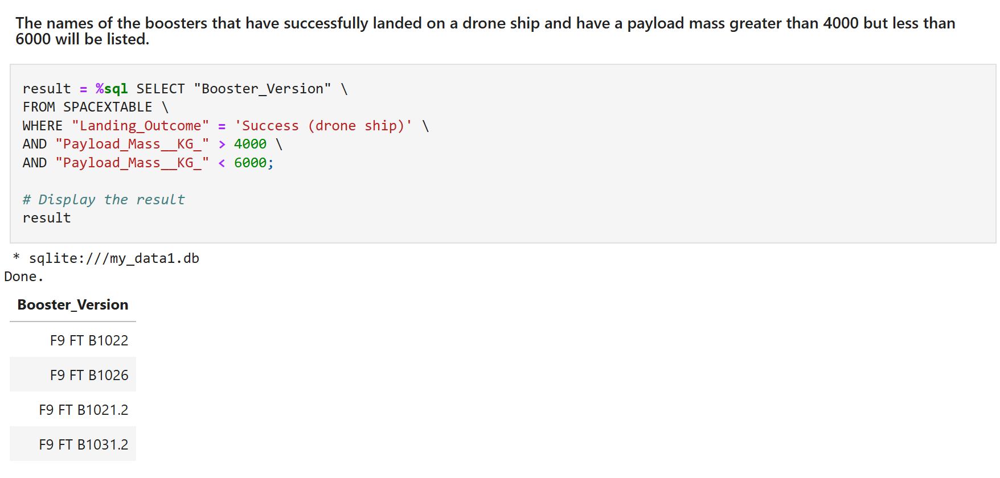 The names of the boosters that have successfully landed on a drone ship and have a payload mass greater than 4000 but less than
6000 will be listed.
result = %sql SELECT "Booster_Version" \
FROM SPACEXTABLE \
WHERE "Landing_Outcome" = 'Success (drone ship)' \
AND "Payload_Mass__KG_" > 4000 \
AND "Payload_Mass__KG_" < 6000;
# Display the result
result
* sqlite:///my_data1.db
Done.
Booster_Version
F9 FT B1022
F9 FT B1026
F9 FT B1021.2
F9 FT B1031.2